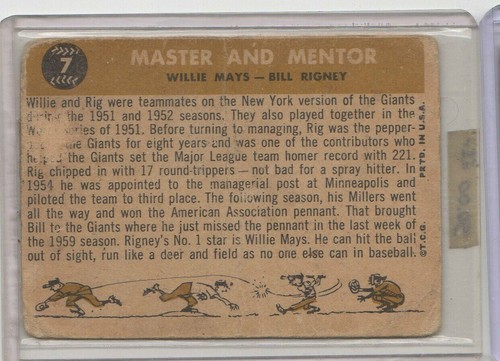 7
MASTER AND MENTOR
WILLIE MAYS — BILL RIGNEY
Willie and Rig were teammates on the New York version of the Giants
during the 1951 and 1952 seasons. They also played together in the
series of 1951. Before turning to managing, Rig was the pepper-
Giants for eight years and was one of the contributors who
the Giants set the Major League team homer record with 221.
Rig chipped in with 17 round-trippers — not bad for a spray hitter. In
1954 he was appointed to the managerial post at Minneapolis and
piloted the team to third place. The following season, his Millers went
all the way and won the American Association pennant. That brought
Bill to the Giants where he just missed the pennant in the last week of
the 1959 season. Rigney's No. 1 star is Willie Mays. He can hit the ball
out of sight, run like a deer and field as no one else can in baseball.
©T.C.G. PRTD. IN U.S.A.